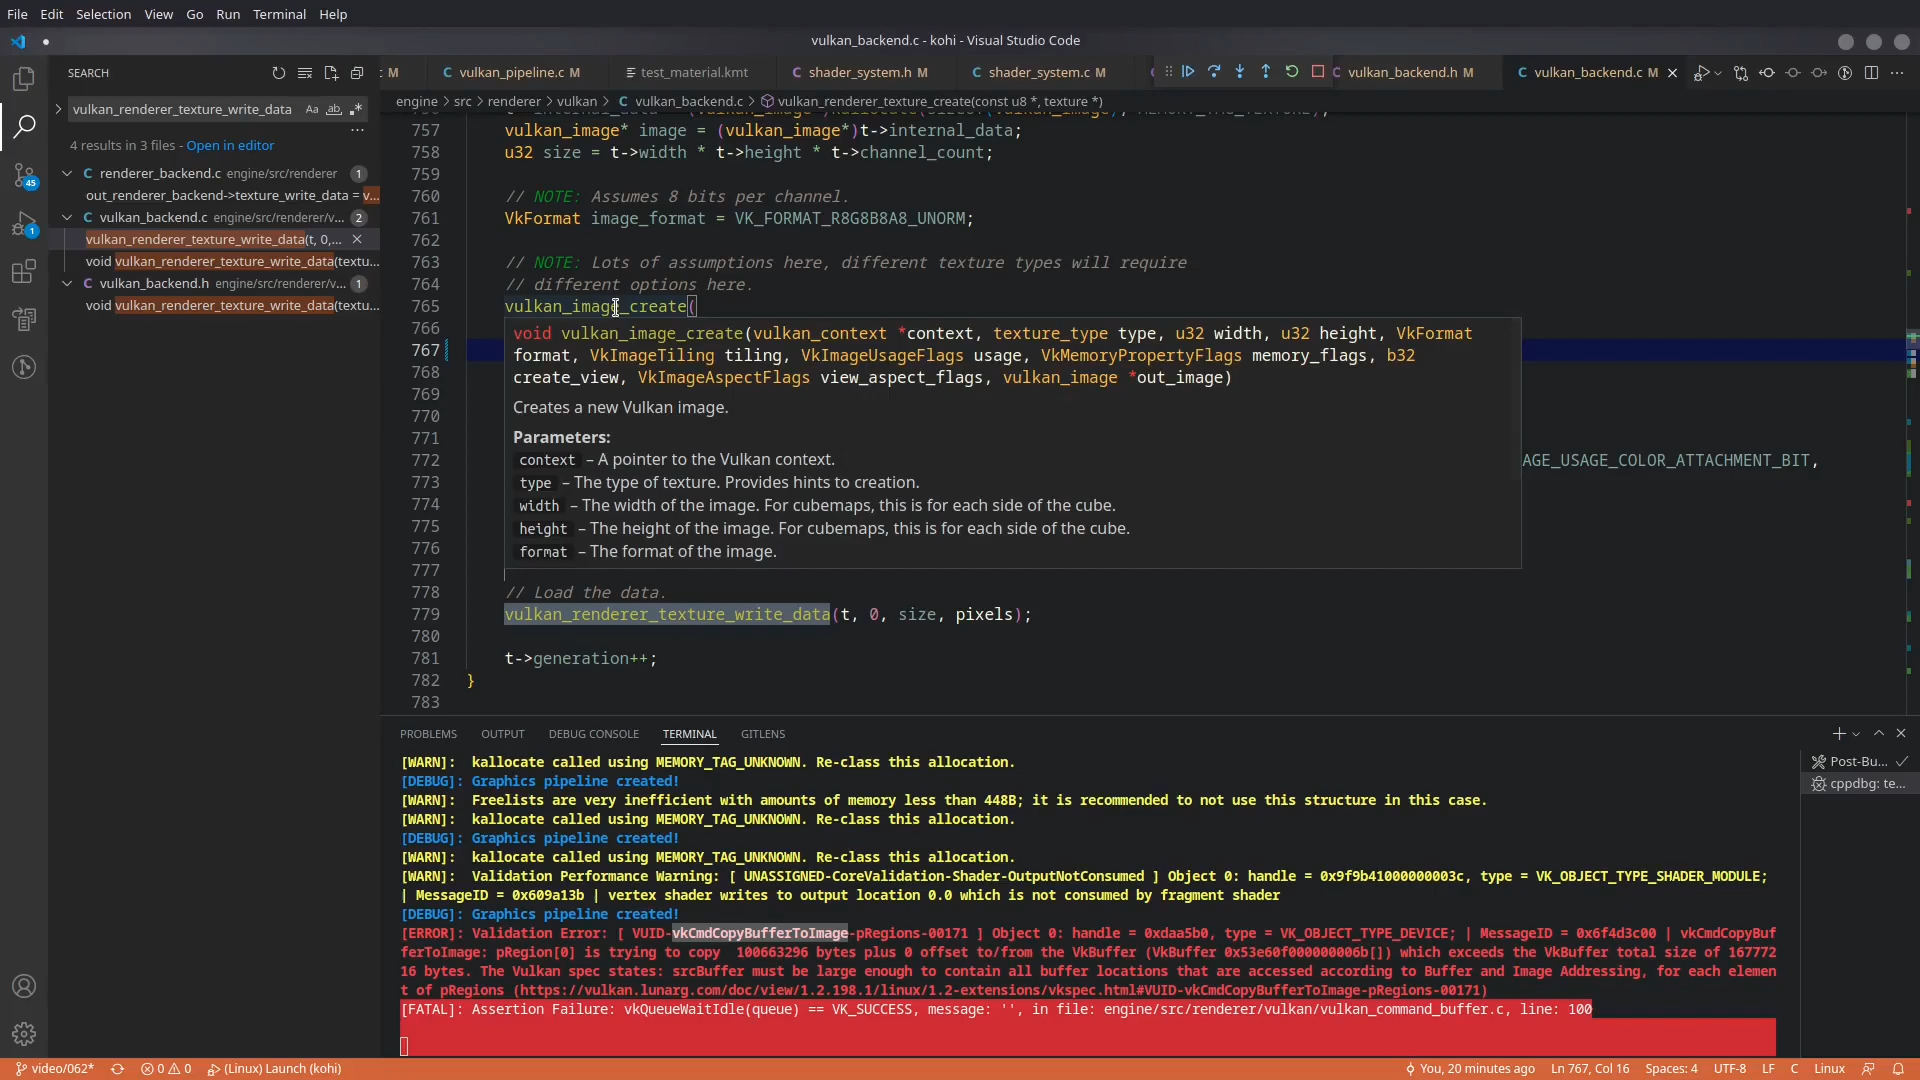 File Edit Selection View Go Run Terminal Help
vulkan_backend.c - kohi - Visual Studio Code
SEARCH
M
C vulkan_pipeline.c M
test_material.kmt
C shader_system.h M
C shader_system.c M
vulkan_backend.h M
C vulkan_backend.c M
vulkan_renderer_texture_write_data
Aa ab .*
engine > src > renderer > vulkan > C vulkan_backend.c > vulkan_renderer_texture_create(const u8 *, texture *)
4 results in 3 files - Open in editor
C renderer_backend.c engine/src/renderer 1
out_renderer_backend->texture_write_data = v...
C vulkan_backend.c engine/src/renderer/v... 2
vulkan_renderer_texture_write_data(t, 0,...
void vulkan_renderer_texture_write_data(textu...
C vulkan_backend.h engine/src/renderer/v... 1
void vulkan_renderer_texture_write_data(textu...
45
1
757 vulkan_image* image = (vulkan_image*)t->internal_data;
758 u32 size = t->width * t->height * t->channel_count;
759
760 // NOTE: Assumes 8 bits per channel.
761 VkFormat image_format = VK_FORMAT_R8G8B8A8_UNORM;
762
763 // NOTE: Lots of assumptions here, different texture types will require
764 // different options here.
765 vulkan_image_create(
766
767
768
769
770
771
772 AGE_USAGE_COLOR_ATTACHMENT_BIT,
773
774
775
776
777
void vulkan_image_create(vulkan_context *context, texture_type type, u32 width, u32 height, VkFormat
format, VkImageTiling tiling, VkImageUsageFlags usage, VkMemoryPropertyFlags memory_flags, b32
create_view, VkImageAspectFlags view_aspect_flags, vulkan_image *out_image)
Creates a new Vulkan image.
Parameters:
context – A pointer to the Vulkan context.
type – The type of texture. Provides hints to creation.
width – The width of the image. For cubemaps, this is for each side of the cube.
height – The height of the image. For cubemaps, this is for each side of the cube.
format – The format of the image.
778 // Load the data.
779 vulkan_renderer_texture_write_data(t, 0, size, pixels);
780
781 t->generation++;
782 }
783
PROBLEMS OUTPUT DEBUG CONSOLE TERMINAL GITLENS
[WARN]: kallocate called using MEMORY_TAG_UNKNOWN. Re-class this allocation.
[DEBUG]: Graphics pipeline created!
[WARN]: Freelists are very inefficient with amounts of memory less than 448B; it is recommended to not use this structure in this case.
[WARN]: kallocate called using MEMORY_TAG_UNKNOWN. Re-class this allocation.
[DEBUG]: Graphics pipeline created!
[WARN]: kallocate called using MEMORY_TAG_UNKNOWN. Re-class this allocation.
[WARN]: Validation Performance Warning: [ UNASSIGNED-CoreValidation-Shader-OutputNotConsumed ] Object 0: handle = 0x9f9b41000000003c, type = VK_OBJECT_TYPE_SHADER_MODULE;
| MessageID = 0x609a13b | vertex shader writes to output location 0.0 which is not consumed by fragment shader
[DEBUG]: Graphics pipeline created!
[ERROR]: Validation Error: [ VUID-vkCmdCopyBufferToImage-pRegions-00171 ] Object 0: handle = 0xdaa5b0, type = VK_OBJECT_TYPE_DEVICE; | MessageID = 0x6f4d3c00 | vkCmdCopyBuf
ferToImage: pRegion[0] is trying to copy  100663296 bytes plus 0 offset to/from the VkBuffer (VkBuffer 0x53e60f000000006b[]) which exceeds the VkBuffer total size of 167772
16 bytes. The Vulkan spec states: srcBuffer must be large enough to contain all buffer locations that are accessed according to Buffer and Image Addressing, for each elemen
t of pRegions (https://vulkan.lunarg.com/doc/view/1.2.198.1/linux/1.2-extensions/vkspec.html#VUID-vkCmdCopyBufferToImage-pRegions-00171)
[FATAL]: Assertion Failure: vkQueueWaitIdle(queue) == VK_SUCCESS, message: '', in file: engine/src/renderer/vulkan/vulkan_command_buffer.c, line: 100
Post-Bu...
cppdbg: te...
video/062* 0 0 (Linux) Launch (kohi)
You, 20 minutes ago Ln 767, Col 16 Spaces: 4 UTF-8 LF C Linux